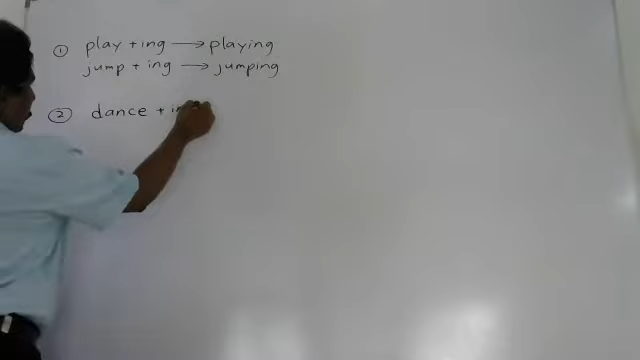 ① play + ing → playing
jump + ing → jumping
② dance +